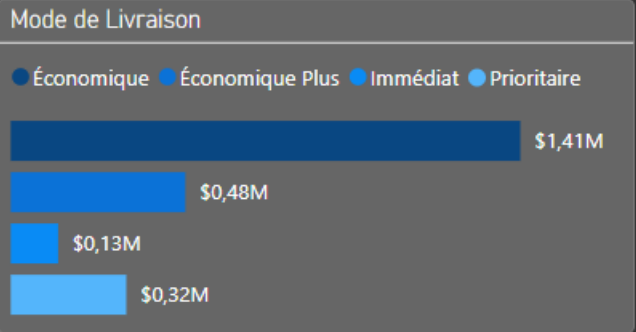 Mode de Livraison
Économique Économique Plus Immédiat Prioritaire
$1,41M
$0,48M
$0,13M
$0,32M